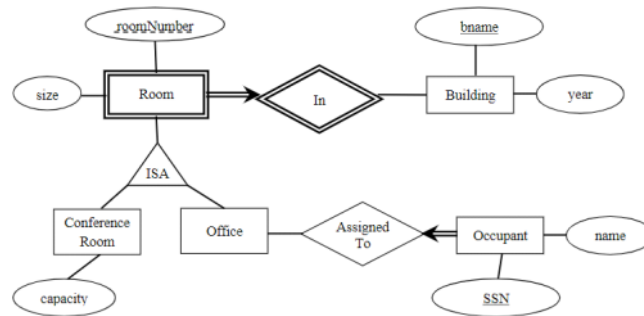 roomNumber
bname
size
Room
In
Building
year
ISA
Conference
Room
Office
Assigned
To
Occupant
name
capacity
SSN